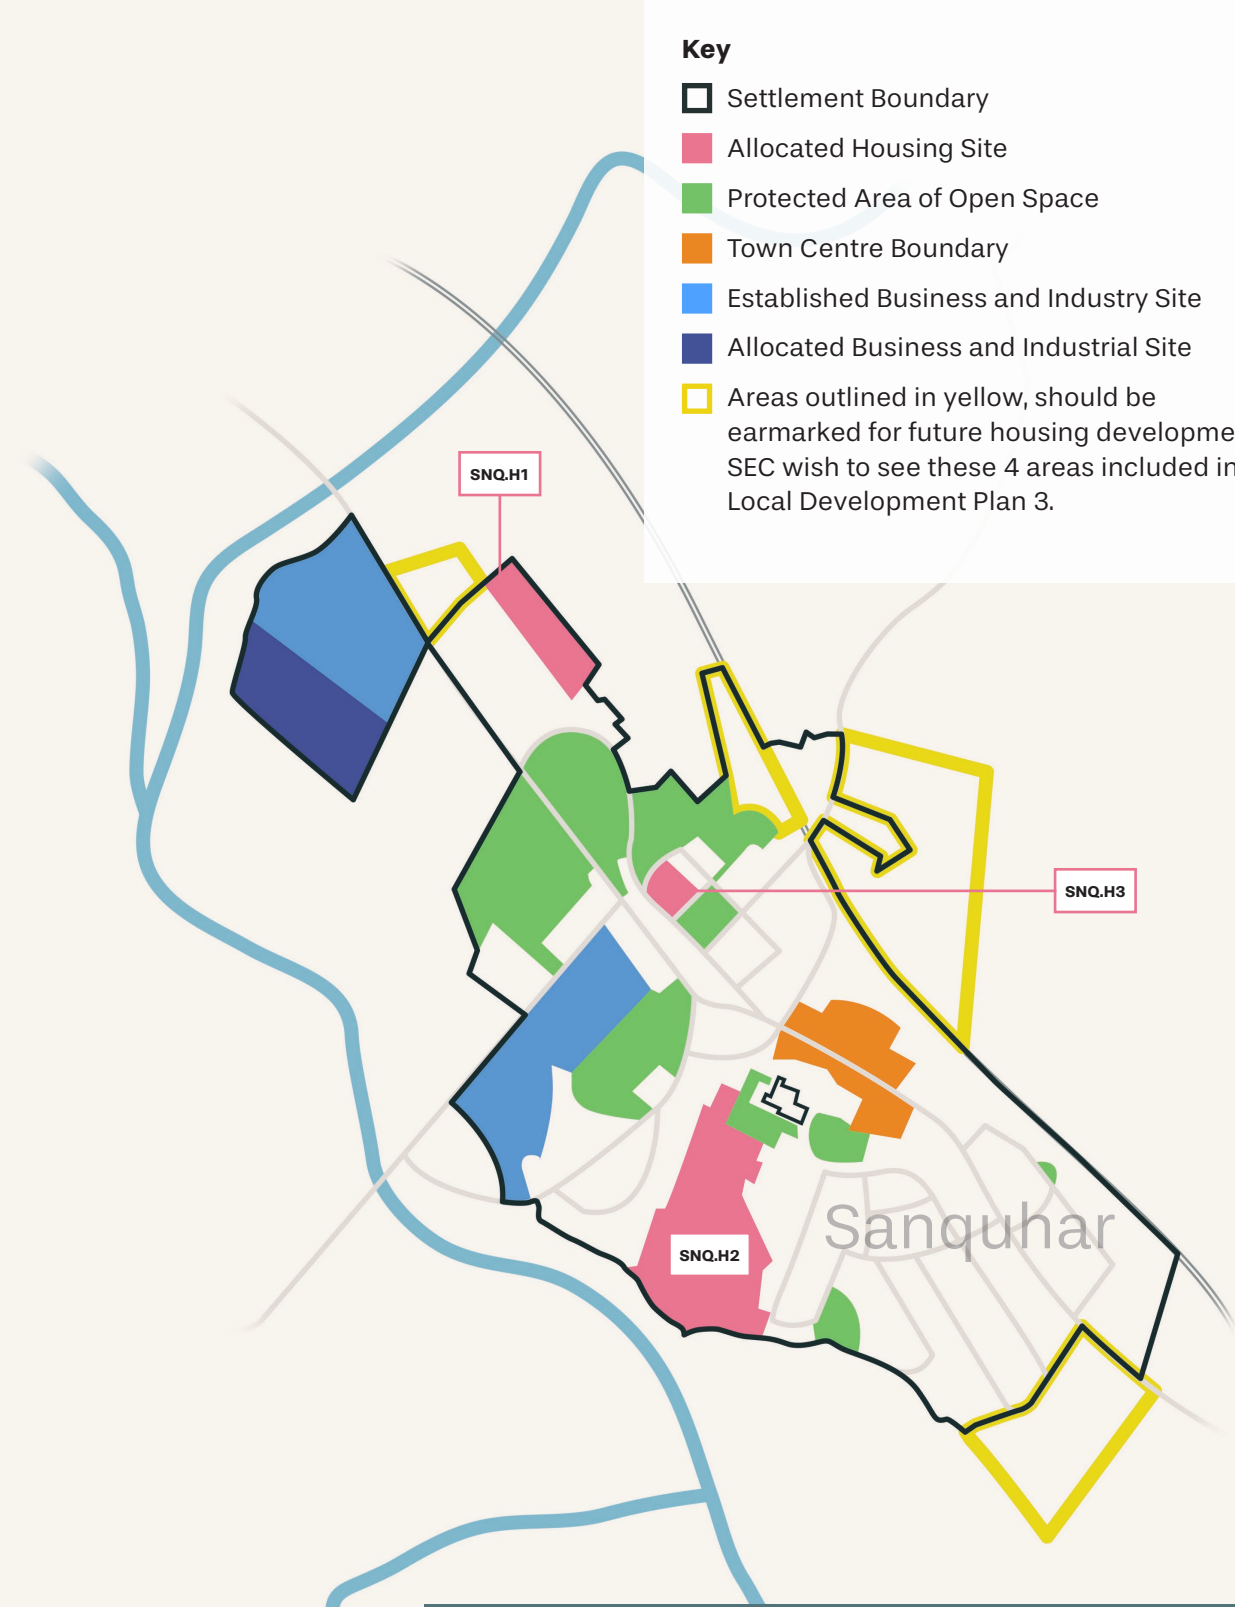 Key
Settlement Boundary
Allocated Housing Site
Protected Area of Open Space
Town Centre Boundary
Established Business and Industry Site
Allocated Business and Industrial Site
Areas outlined in yellow, should be
earmarked for future housing developme
SEC wish to see these 4 areas included in
Local Development Plan 3.
SNQ.H1
SNQ.H3
Sanquhar
SNQ.H2